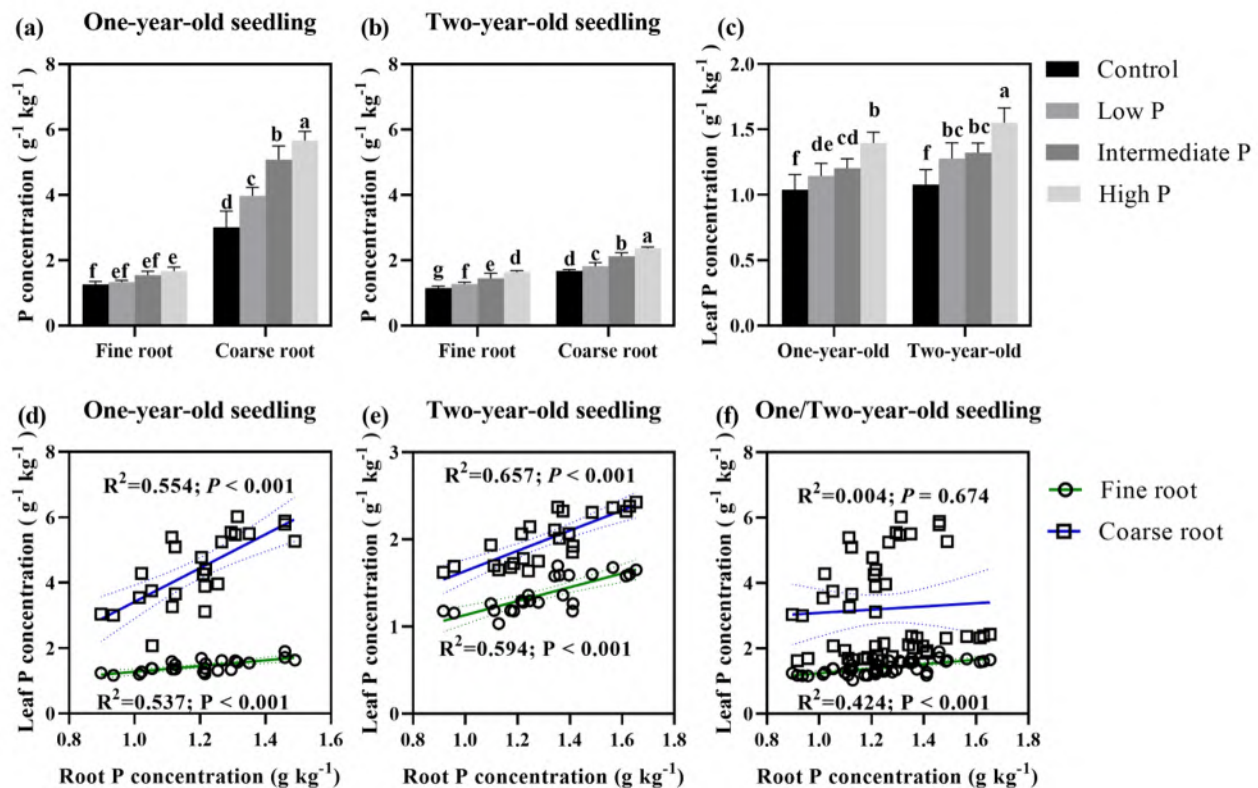 (a) One-year-old seedling
P concentration ( g⁻¹ kg⁻¹)
8
6
4
2
0
f ef ef e d c b a
Fine root Coarse root
(b) Two-year-old seedling
P concentration ( g⁻¹ kg⁻¹)
8
6
4
2
0
g f e d d c b a
Fine root Coarse root
(c)
Leaf P concentration ( g⁻¹ kg⁻¹)
2.0
1.5
1.0
0.5
0.0
f de cd b f bc bc a
One-year-old Two-year-old
Control
Low P
Intermediate P
High P
(d) One-year-old seedling
Leaf P concentration ( g⁻¹ kg⁻¹)
8
6
4
2
0
R²=0.554; P < 0.001
R²=0.537; P < 0.001
0.8 1.0 1.2 1.4 1.6
Root P concentration (g kg⁻¹)
(e) Two-year-old seedling
Leaf P concentration ( g⁻¹ kg⁻¹)
3
2
1
0
R²=0.657; P < 0.001
R²=0.594; P < 0.001
0.8 1.0 1.2 1.4 1.6 1.8
Root P concentration (g kg⁻¹)
(f) One/Two-year-old seedling
Leaf P concentration ( g⁻¹ kg⁻¹)
8
6
4
2
0
R²=0.004; P = 0.674
R²=0.424; P < 0.001
0.8 1.0 1.2 1.4 1.6 1.8
Root P concentration (g kg⁻¹)
Fine root
Coarse root